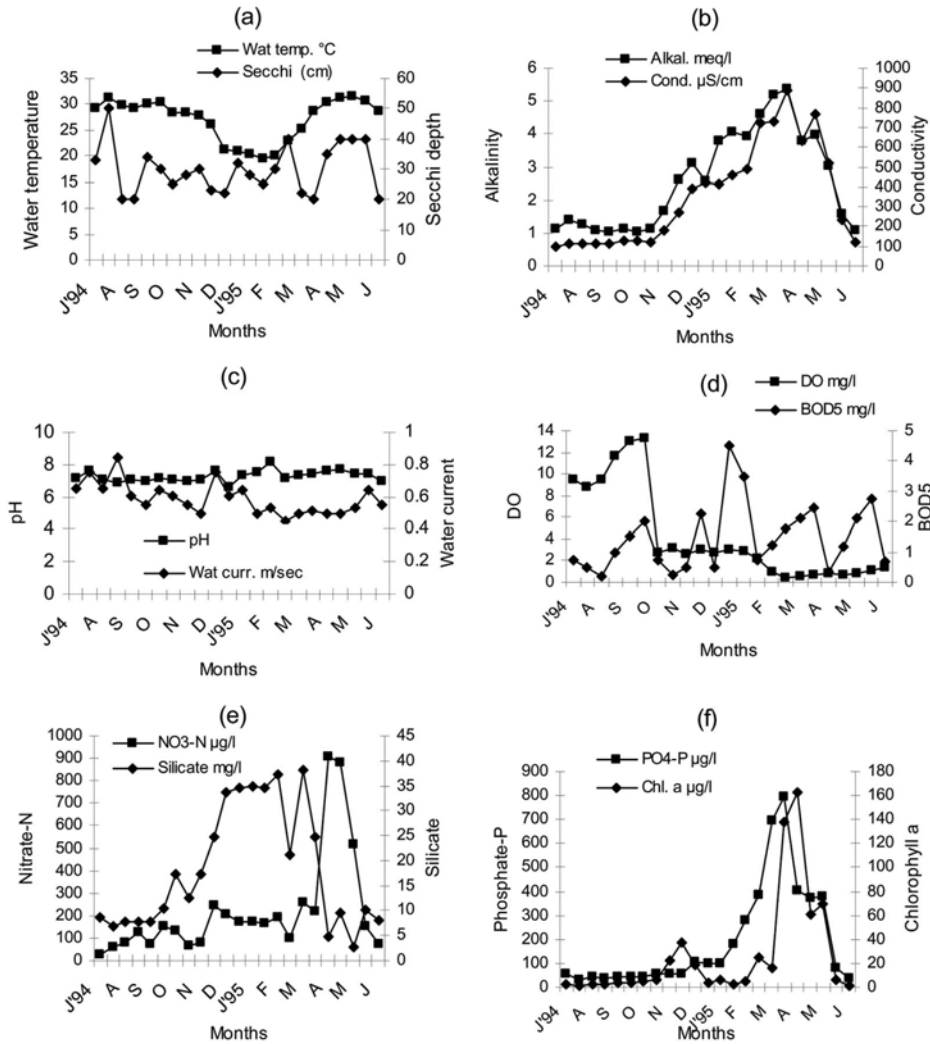 (a)
Wat temp. °C
Secchi (cm)
35 30 25 20 15 10 5 0
60 50 40 30 20 10 0
Water temperature
Secchi depth
J'94 A S O N D J'95 F M A M J
Months
(b)
Alkal. meq/l
Cond. µS/cm
6 5 4 3 2 1 0
1000 900 800 700 600 500 400 300 200 100 0
Alkalinity
Conductivity
J'94 A S O N D J'95 F M A M J
Months
(c)
10 8 6 4 2 0
1 0.8 0.6 0.4 0.2 0
pH
Water current
pH
Wat curr. m/sec
J'94 A S O N D J'95 F M A M J
Months
(d)
DO mg/l
BOD5 mg/l
14 12 10 8 6 4 2 0
5 4 3 2 1 0
DO
BOD5
J'94 A S O N D J'95 F M A M J
Months
(e)
NO3-N µg/l
Silicate mg/l
1000 900 800 700 600 500 400 300 200 100 0
45 40 35 30 25 20 15 10 5 0
Nitrate-N
Silicate
J'94 A S O N D J'95 F M A M J
Months
(f)
PO4-P µg/l
Chl. a µg/l
900 800 700 600 500 400 300 200 100 0
180 160 140 120 100 80 60 40 20 0
Phosphate-P
Chlorophyll a
J'94 A S O N D J'95 F M A M J
Months